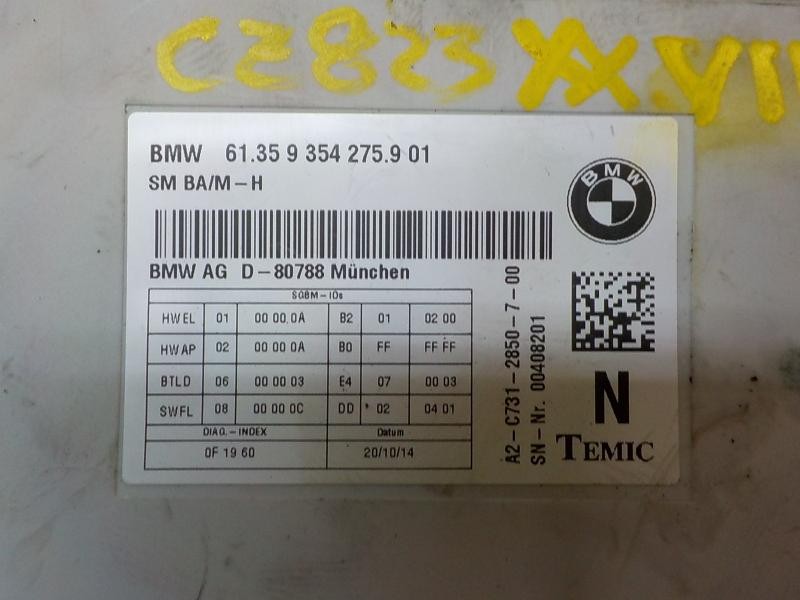 CZ823 XX VII
BMW 61.35 9 354 275.9 01
SM BA/M-H
BMW
BMW AG D-80788 München
SGBM-IDs
HWEL 01 00 00 0A B2 01 02 00
HWAP 02 00 00 0A B0 FF FF FF
BTLD 06 00 00 03 E4 07 00 03
SWFL 08 00 00 0C DD 02 04 01
DIAG.-INDEX Datum
0F 19 60 20/10/14
A2-C731-2850-7-00
SN-Nr. 00408201
N
TEMIC